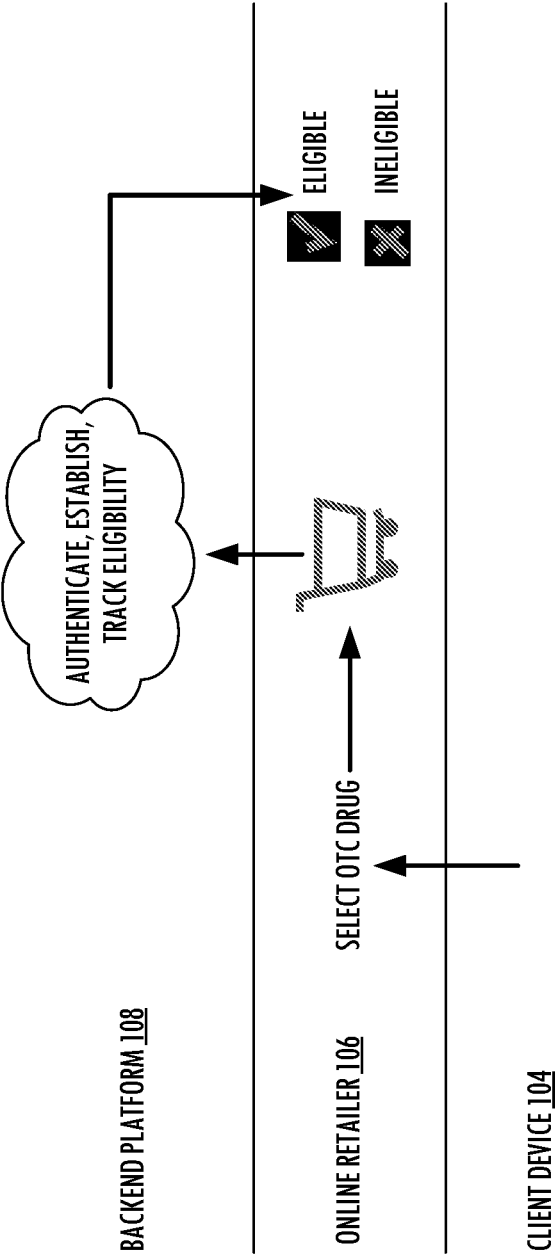 BACKEND PLATFORM 108
AUTHENTICATE, ESTABLISH,
TRACK ELIGIBILITY
ONLINE RETAILER 106
SELECT OTC DRUG
ELIGIBLE
INELIGIBLE
CLIENT DEVICE 104